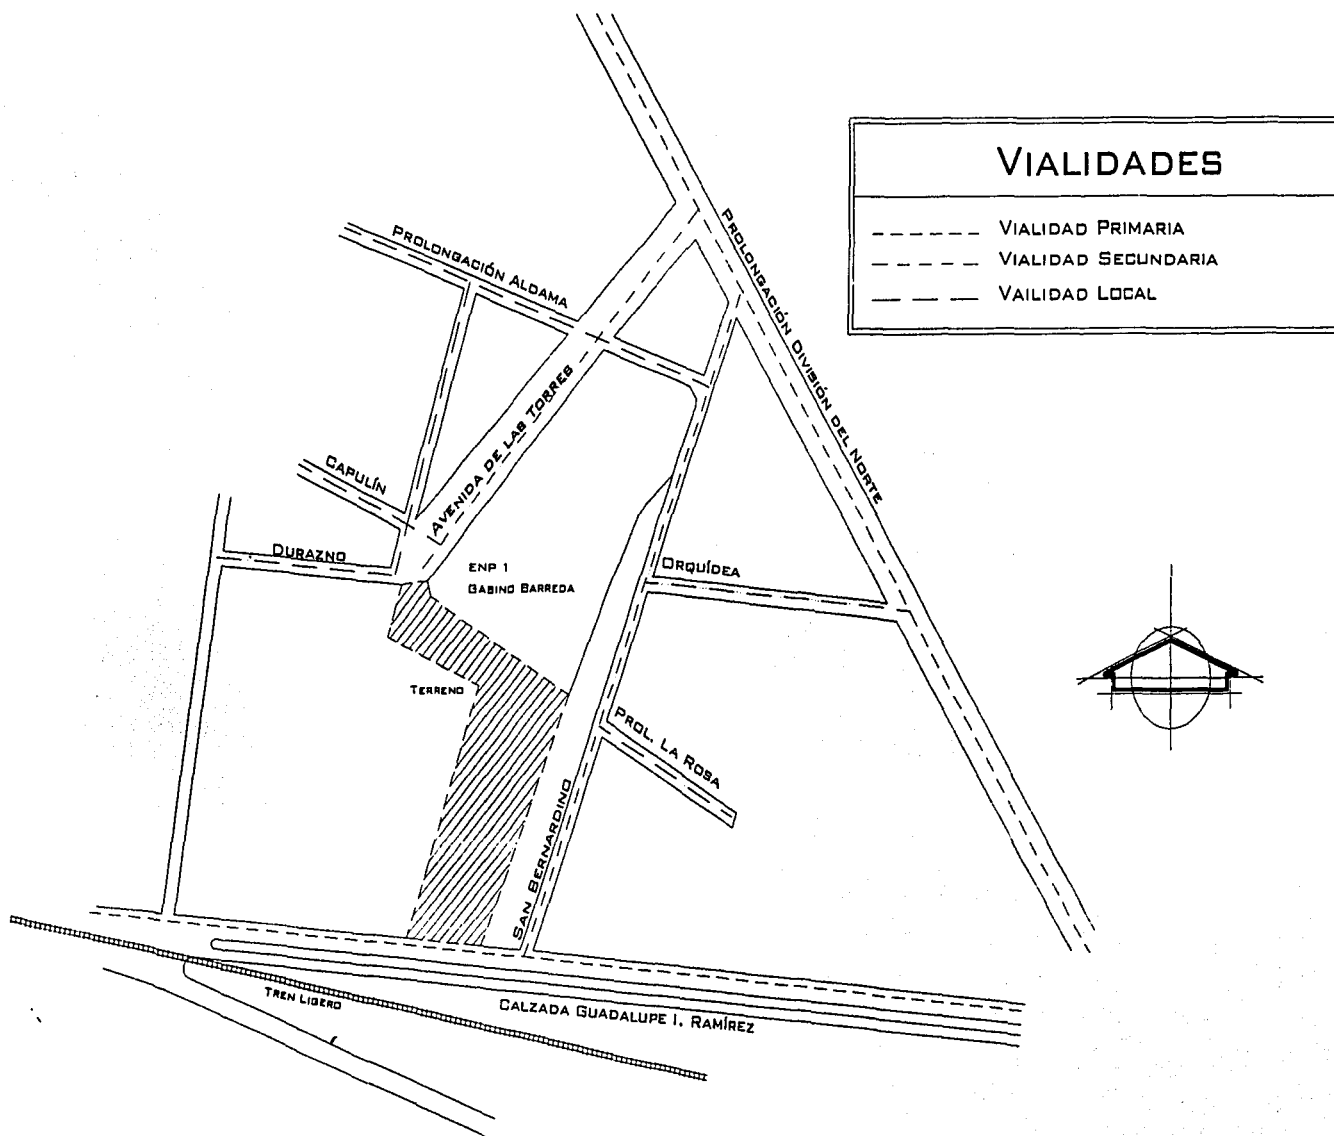 VIALIDADES
VIALIDAD PRIMARIA
VIALIDAD SECUNDARIA
VAILIDAD LOCAL
PROLONGACIÓN DIVISIÓN DEL NORTE
PROLONGACIÓN ALDAMA
AVENIDA DE LAS TORRES
CAPULÍN
DURAZNO
ENP 1
GABINO BARREDA
ORQUÍDEA
TERRENO
PROL. LA ROSA
SAN BERNARDINO
TREN LIGERO
CALZADA GUADALUPE I. RAMÍREZ